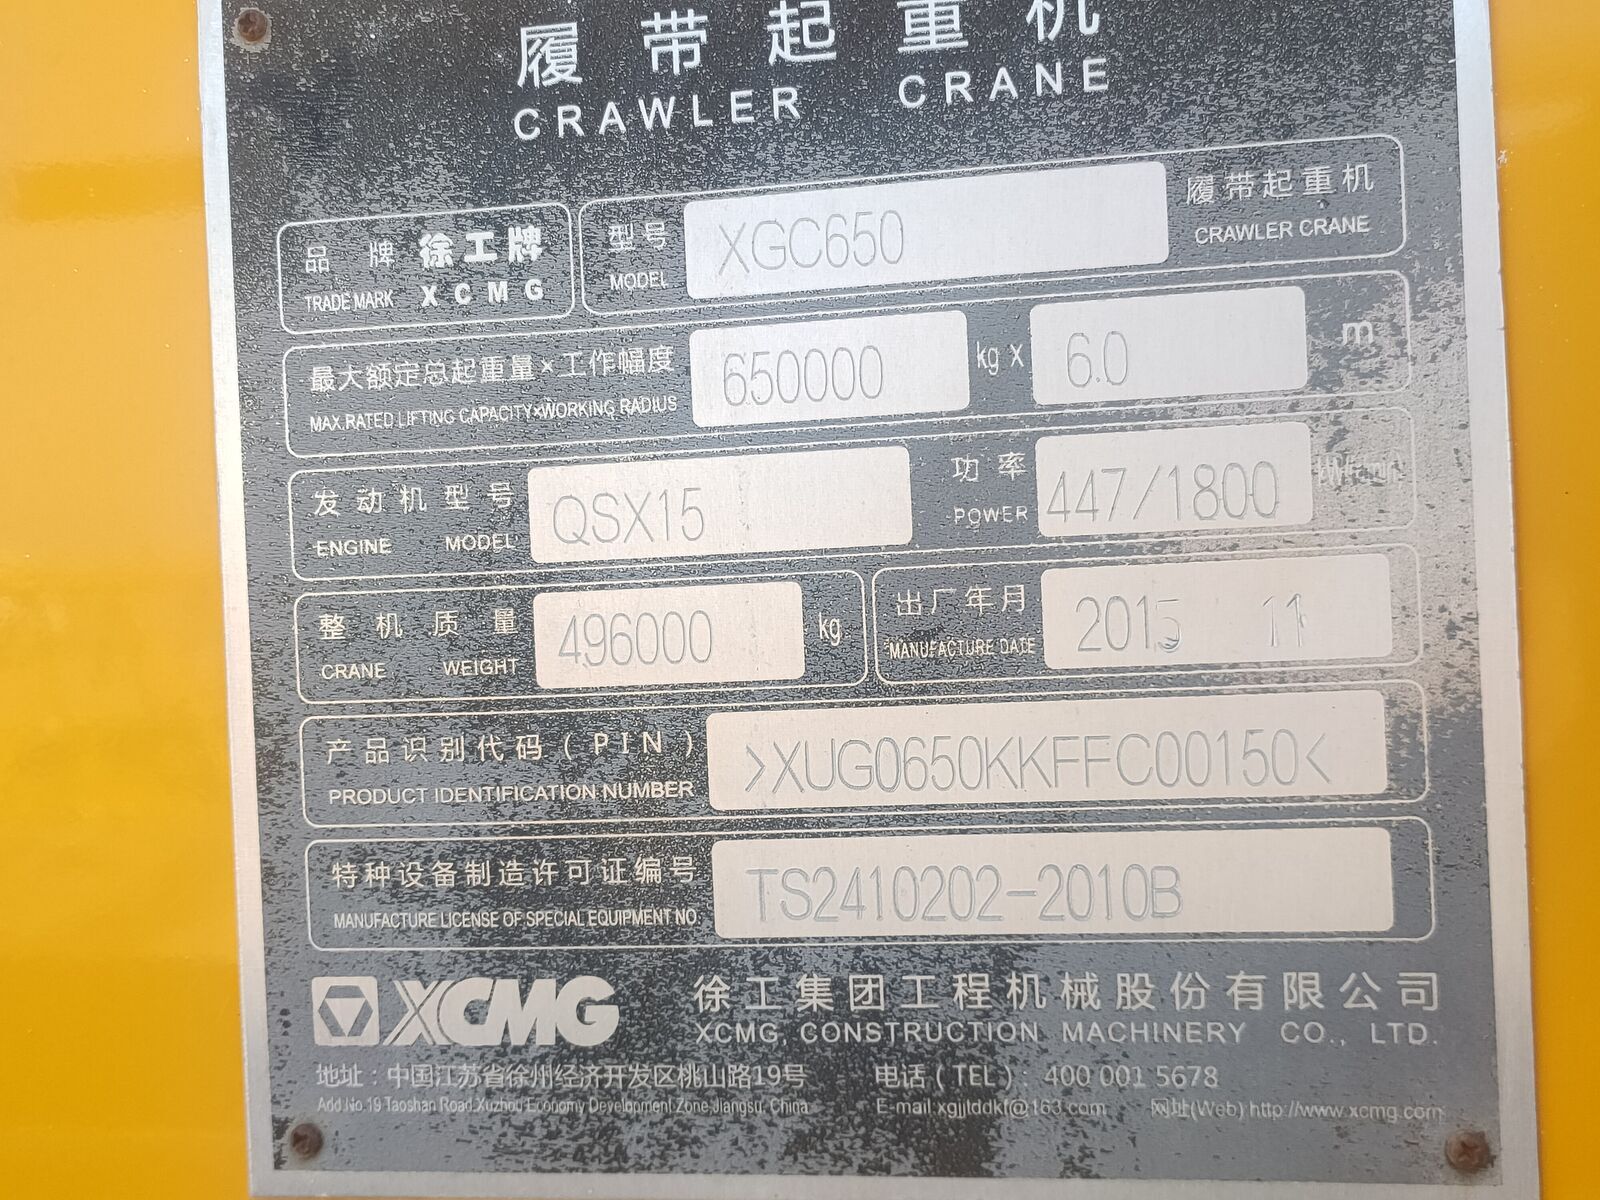 履带起重机
CRAWLER CRANE
品牌 徐工牌 型号 XGC650 履带起重机
TRADE MARK XCMG MODEL CRAWLER CRANE
最大额定总起重量×工作幅度 650000 kg x 6.0 m
MAX.RATED LIFTING CAPACITY×WORKING RADIUS
发动机型号 QSX15 功率 447/1800
ENGINE MODEL POWER
整机质量 496000 kg 出厂年月 2015 11
CRANE WEIGHT MANUFACTURE DATE
产品识别代码(PIN) >XUG0650KKFFC00150<
PRODUCT IDENTIFICATION NUMBER
特种设备制造许可证编号 TS2410202-2010B
MANUFACTURE LICENSE OF SPECIAL EQUIPMENT NO.
XCMG 徐工集团工程机械股份有限公司
XCMG, CONSTRUCTION MACHINERY CO., LTD.
地址:中国江苏省徐州经济开发区桃山路19号 电话(TEL): 400 001 5678
Add No.19 Taoshan Road.Xuzhou Economy Development Zone Jiangsu. China E-mail:xgjjtddkf@163.com 网址(Web) http://www.xcmg.com